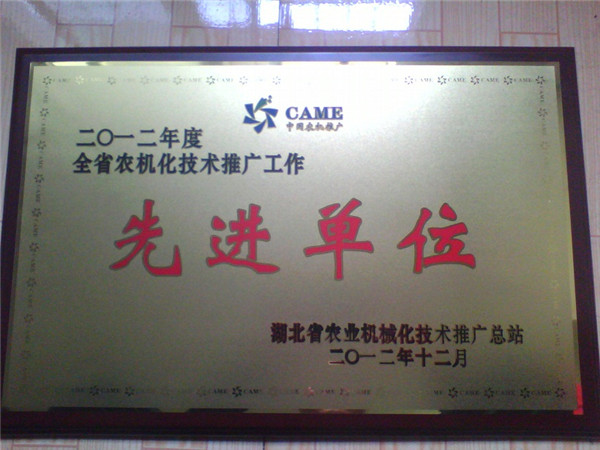 CAME
中国农机推广
二〇一二年度
全省农机化技术推广工作
先进单位
湖北省农业机械化技术推广总站
二〇一二年十二月